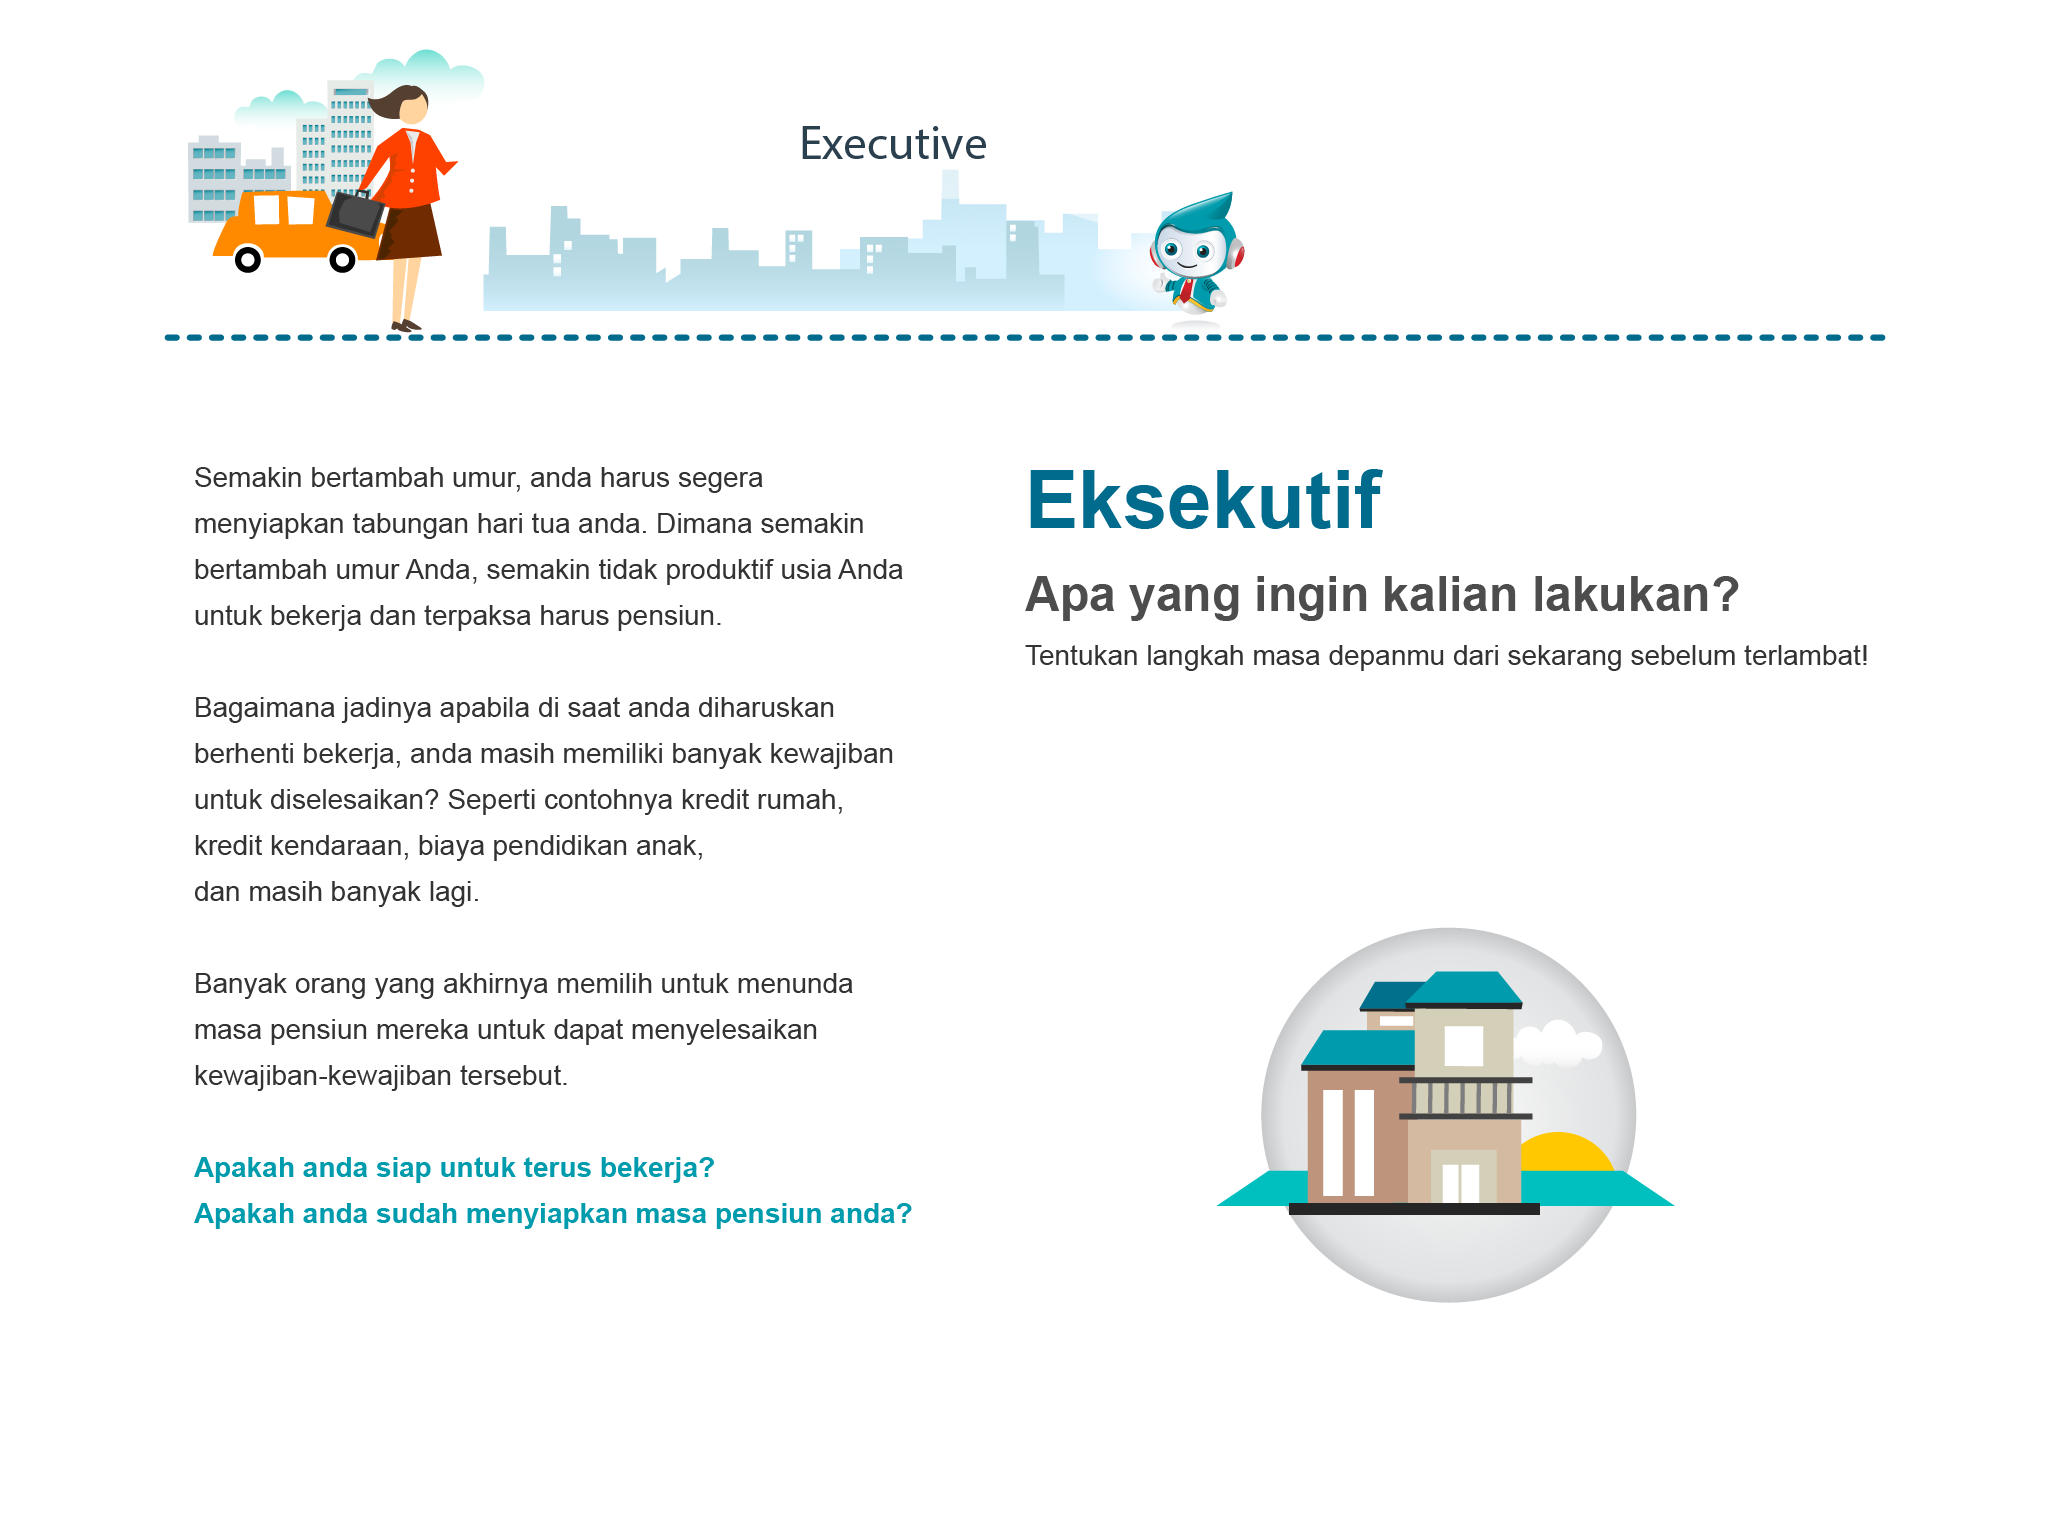 Executive
Semakin bertambah umur, anda harus segera
menyiapkan tabungan hari tua anda. Dimana semakin
bertambah umur Anda, semakin tidak produktif usia Anda
untuk bekerja dan terpaksa harus pensiun.
Bagaimana jadinya apabila di saat anda diharuskan
berhenti bekerja, anda masih memiliki banyak kewajiban
untuk diselesaikan? Seperti contohnya kredit rumah,
kredit kendaraan, biaya pendidikan anak,
dan masih banyak lagi.
Banyak orang yang akhirnya memilih untuk menunda
masa pensiun mereka untuk dapat menyelesaikan
kewajiban-kewajiban tersebut.
Apakah anda siap untuk terus bekerja?
Apakah anda sudah menyiapkan masa pensiun anda?
Eksekutif
Apa yang ingin kalian lakukan?
Tentukan langkah masa depanmu dari sekarang sebelum terlambat!